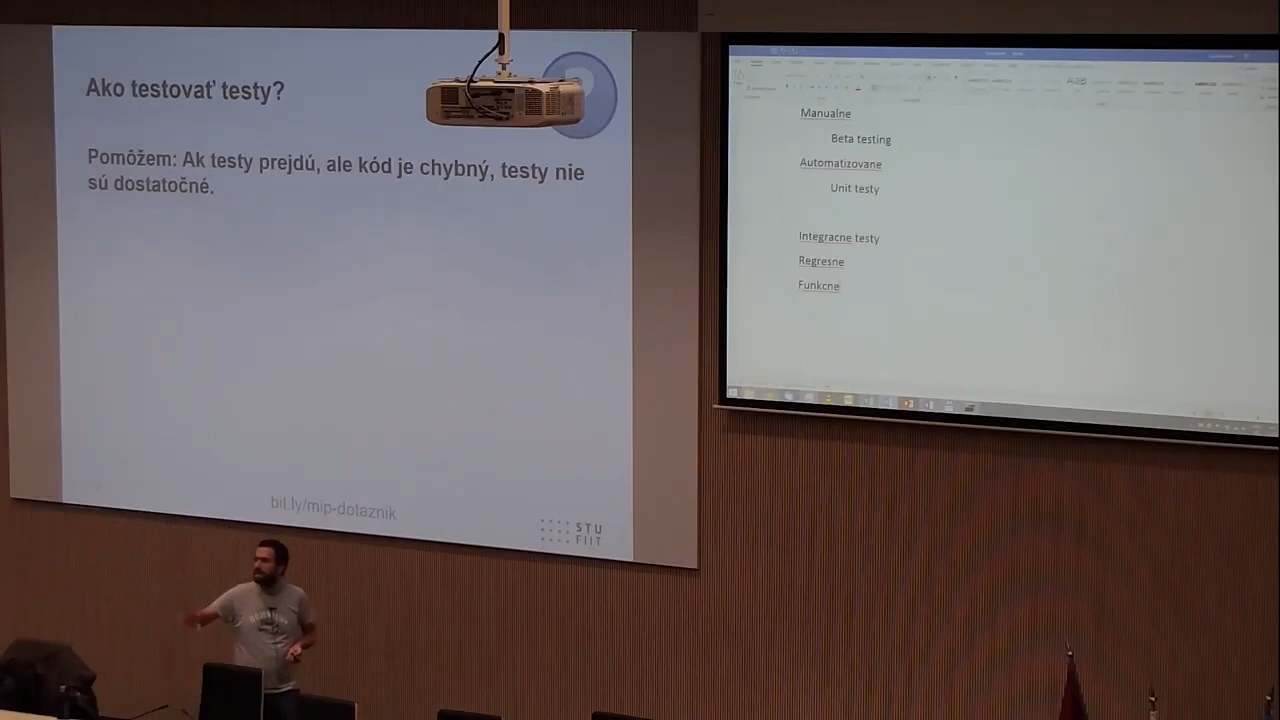 Ako testovať testy?
Pomôžem: Ak testy prejdú, ale kód je chybný, testy nie
sú dostatočné.
bit.ly/mip-dotaznik
STU
FIIT
Manualne
Beta testing
Automatizovane
Unit testy
Integracne testy
Regresne
Funkcne